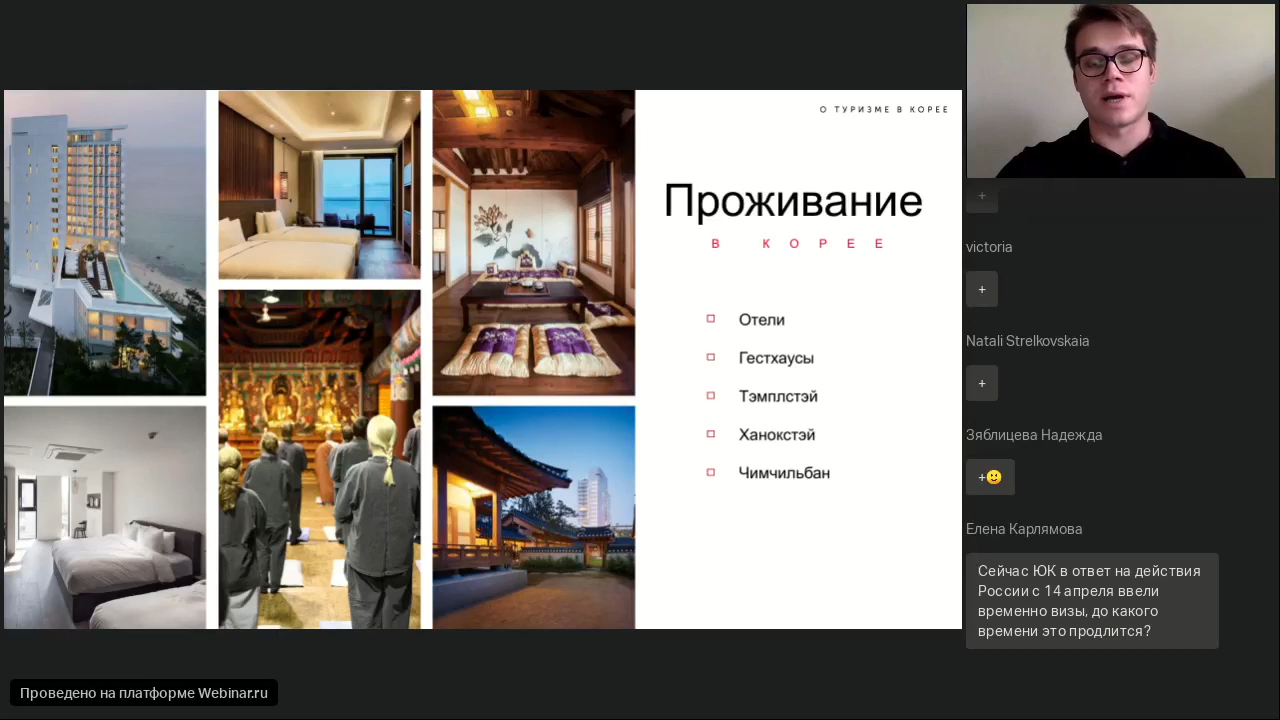 О ТУРИЗМЕ В КОРЕЕ
Проживание
В КОРЕЕ
Отели
Гестхаусы
Тэмплстэй
Ханокстэй
Чимчильбан
+
victoria
+
Natali Strelkovskaia
+
Зяблицева Надежда
+🙂
Елена Карлямова
Сейчас ЮК в ответ на действия
России с 14 апреля ввели
временно визы, до какого
времени это продлится?
Проведено на платформе Webinar.ru